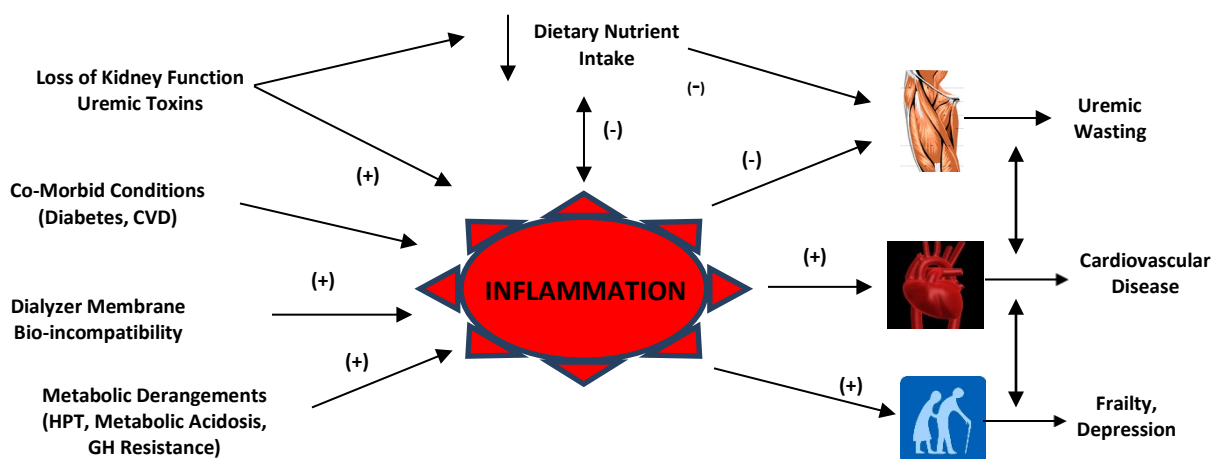 Loss of Kidney Function
Uremic Toxins
Dietary Nutrient
Intake
(-)
(-)
(-)
Uremic
Wasting
(+)
Co-Morbid Conditions
(Diabetes, CVD)
(+)
Dialyzer Membrane
Bio-incompatibility
INFLAMMATION
(+)
Cardiovascular
Disease
(+)
Metabolic Derangements
(HPT, Metabolic Acidosis,
GH Resistance)
(+)
Frailty,
Depression